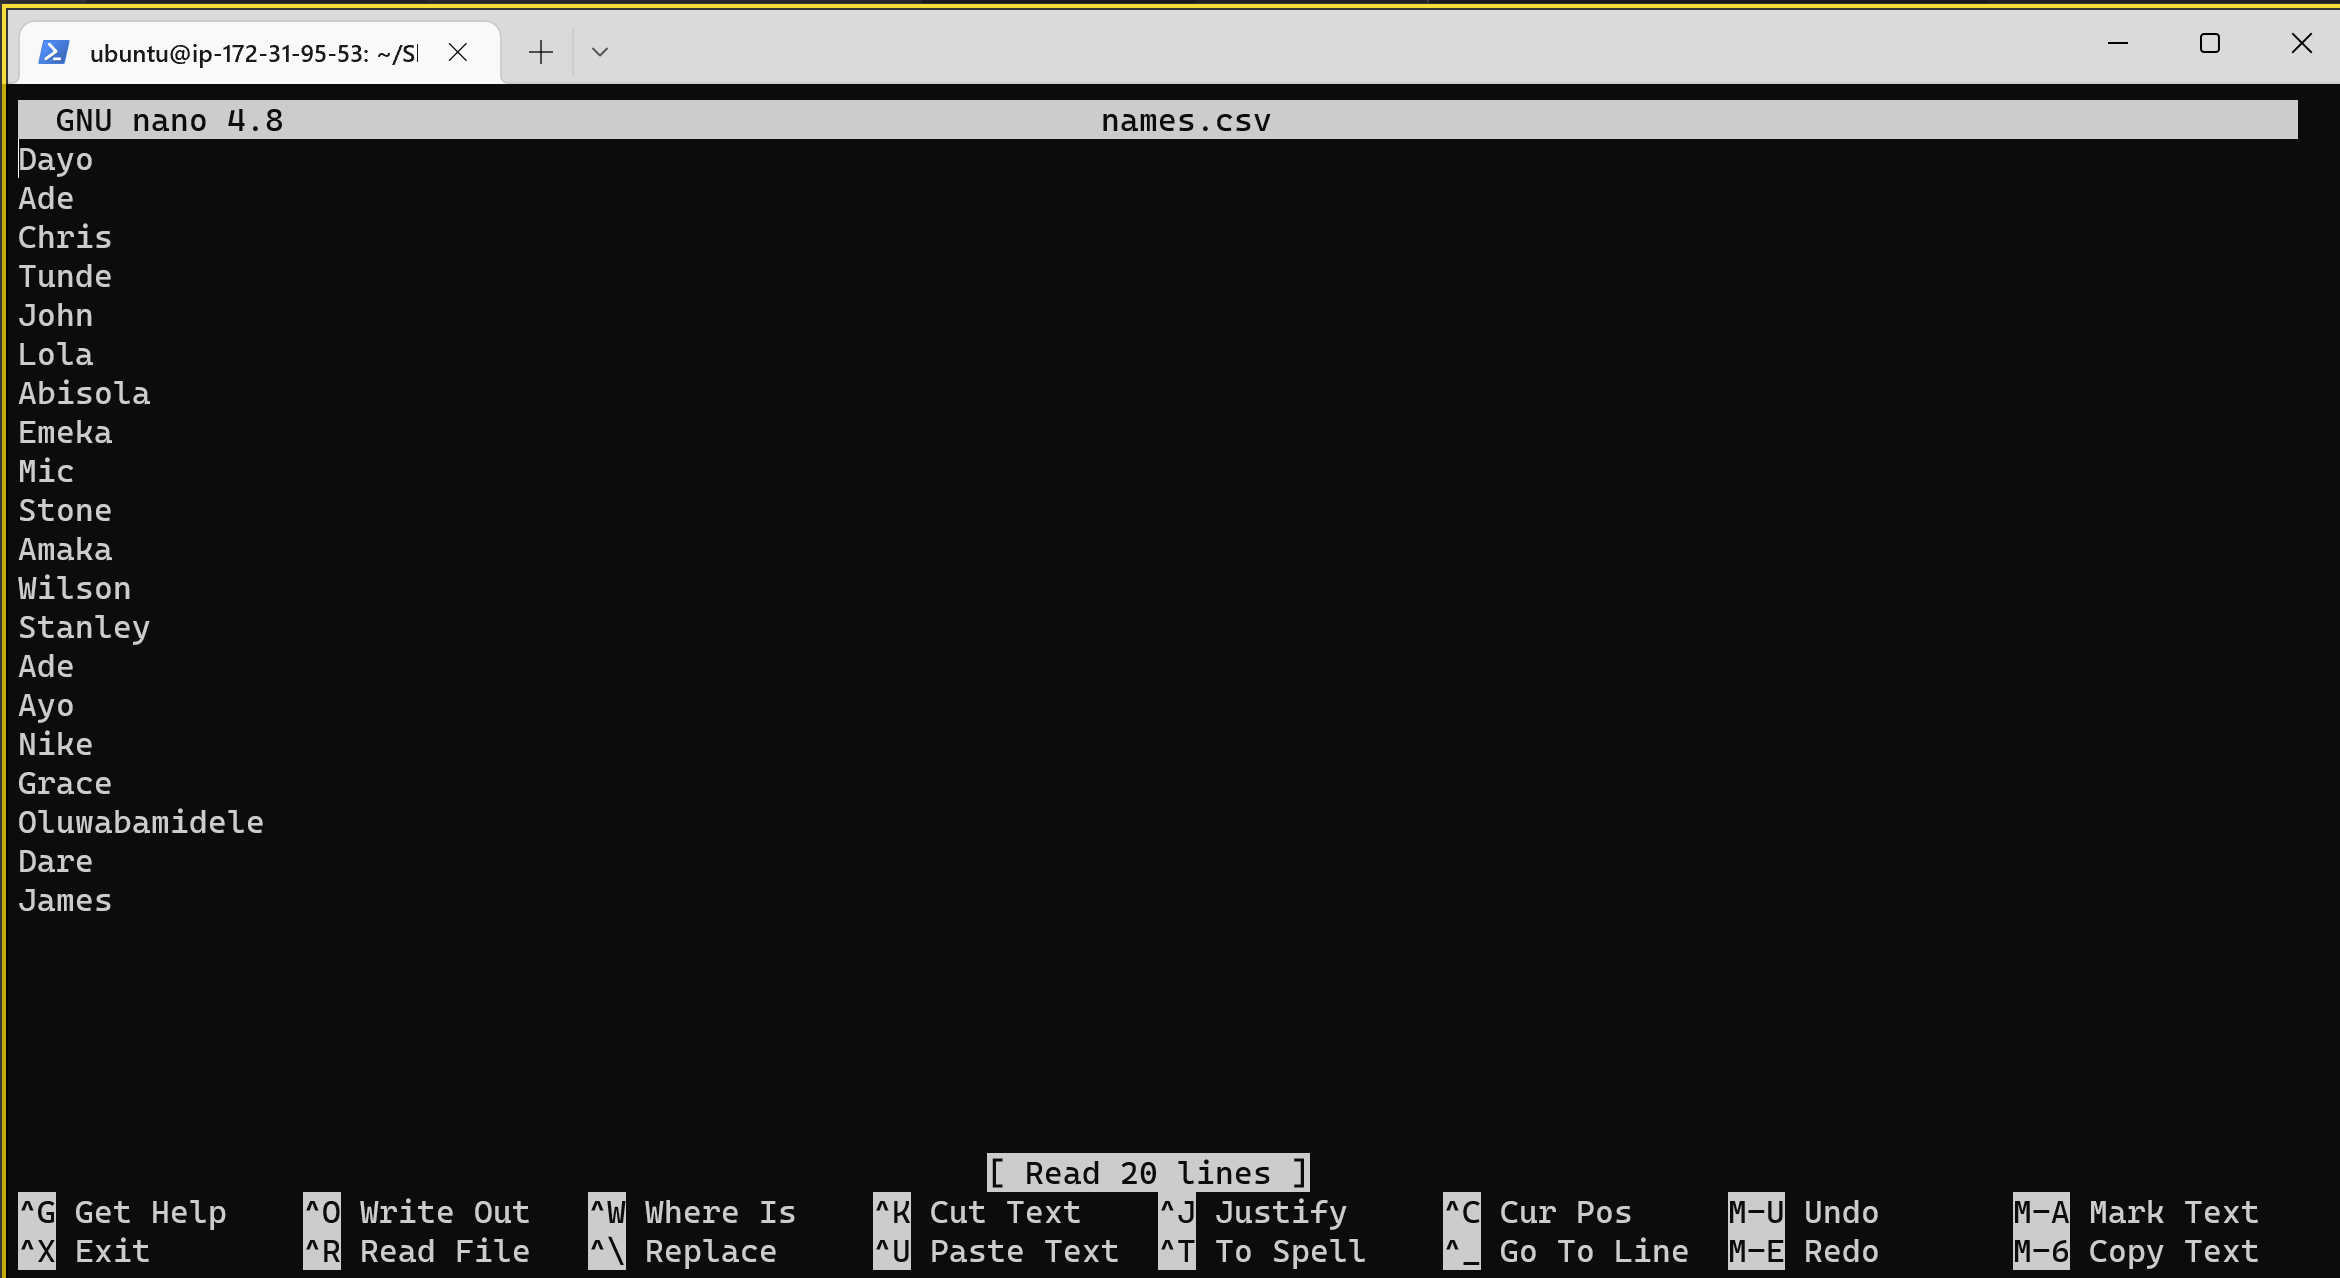 ubuntu@ip-172-31-95-53: ~/S
GNU nano 4.8 names.csv
Dayo
Ade
Chris
Tunde
John
Lola
Abisola
Emeka
Mic
Stone
Amaka
Wilson
Stanley
Ade
Ayo
Nike
Grace
Oluwabamidele
Dare
James
[ Read 20 lines ]
^G Get Help ^O Write Out ^W Where Is ^K Cut Text ^J Justify ^C Cur Pos M-U Undo M-A Mark Text
^X Exit ^R Read File ^\ Replace ^U Paste Text ^T To Spell ^_ Go To Line M-E Redo M-6 Copy Text